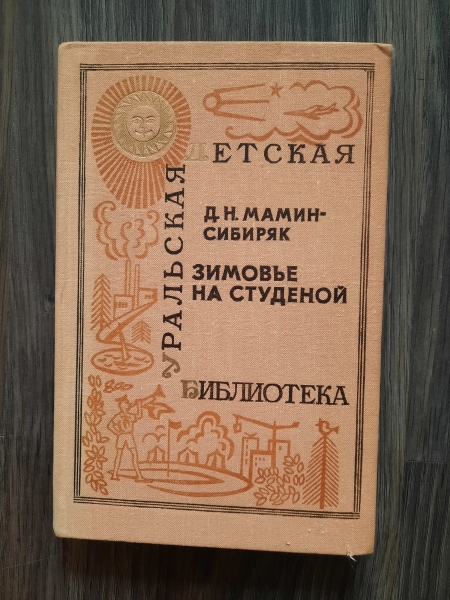 УРАЛЬСКАЯ
ДЕТСКАЯ
БИБЛИОТЕКА
Д.Н. МАМИН-
СИБИРЯК
ЗИМОВЬЕ
НА СТУДЕНОЙ